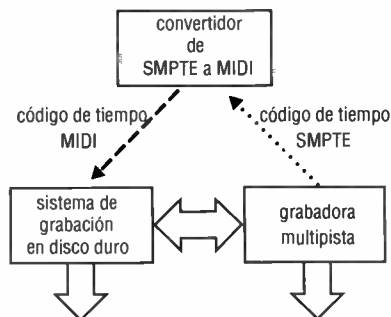 convertidor
de
SMPTE a MIDI
código de tiempo
MIDI
código de tiempo
SMPTE
sistema de
grabación
en disco duro
grabadora
multipista